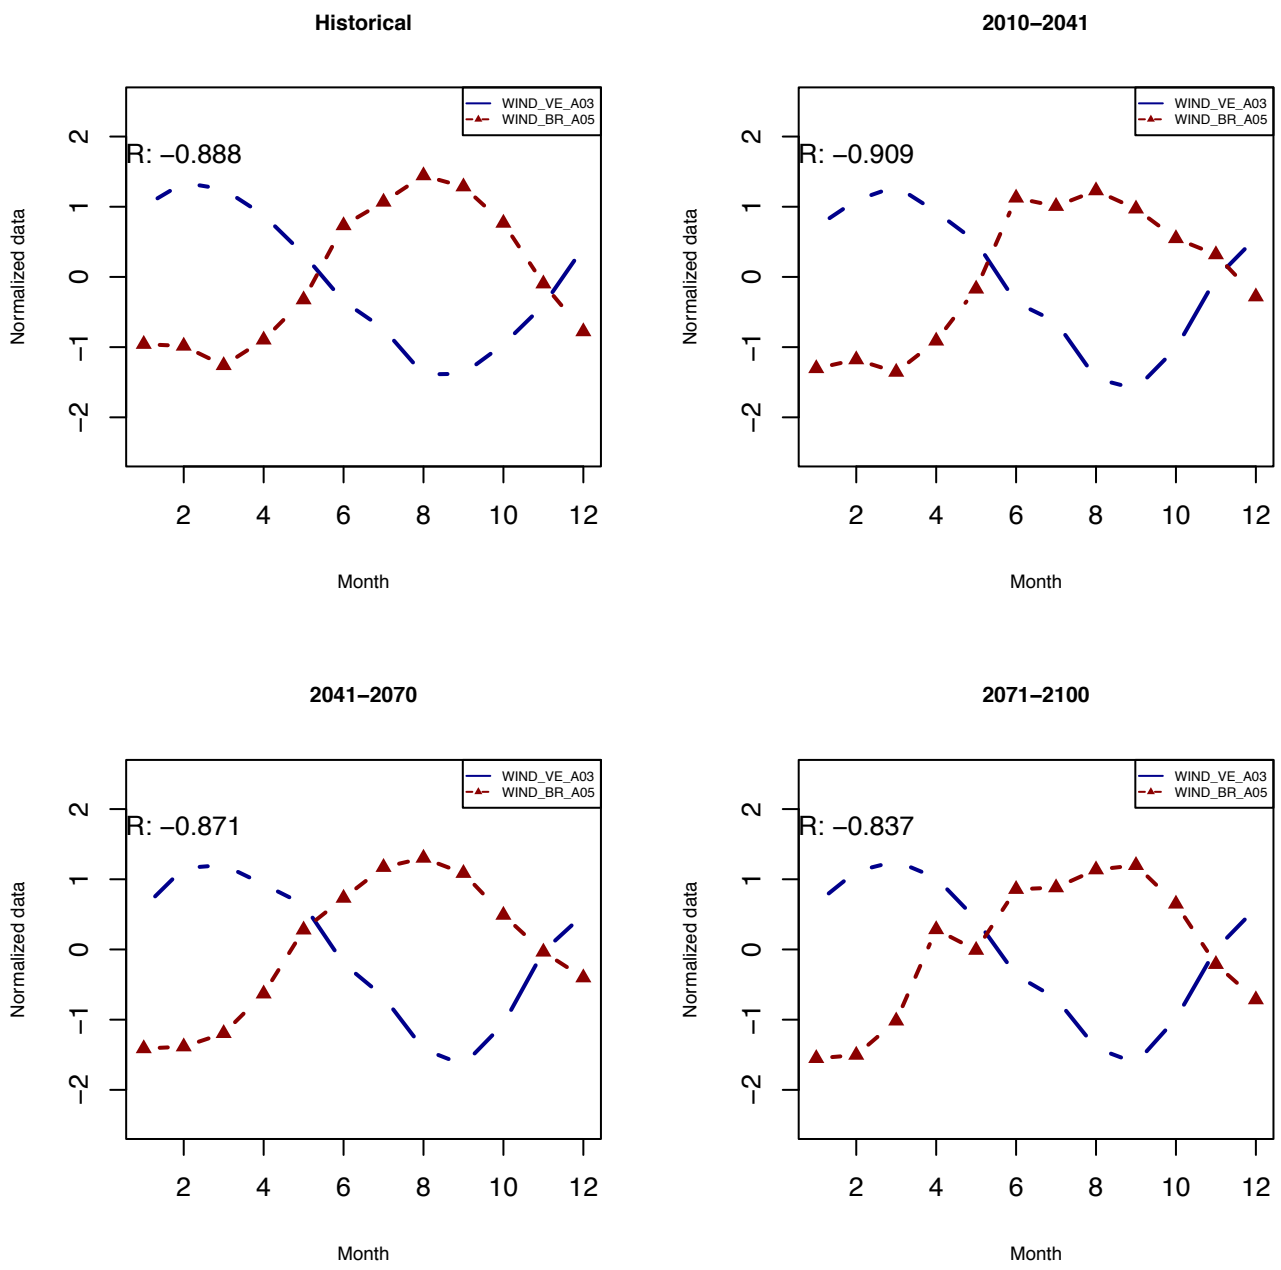 Historical
WIND_VE_A03
WIND_BR_A05
R: −0.888
Normalized data
2
1
0
−1
−2
2 4 6 8 10 12
Month
2010−2041
WIND_VE_A03
WIND_BR_A05
R: −0.909
Normalized data
2
1
0
−1
−2
2 4 6 8 10 12
Month
2041−2070
WIND_VE_A03
WIND_BR_A05
R: −0.871
Normalized data
2
1
0
−1
−2
2 4 6 8 10 12
Month
2071−2100
WIND_VE_A03
WIND_BR_A05
R: −0.837
Normalized data
2
1
0
−1
−2
2 4 6 8 10 12
Month